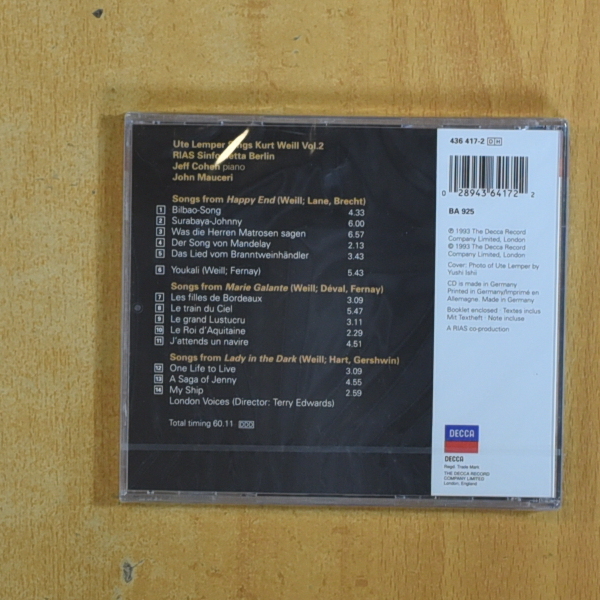 Ute Lemper Sings Kurt Weill Vol.2
RIAS Sinfonietta Berlin
Jeff Cohen piano
John Mauceri
Songs from Happy End (Weill; Lane, Brecht)
1 Bilbao-Song 4.33
2 Surabaya-Johnny 6.00
3 Was die Herren Matrosen sagen 6.57
4 Der Song von Mandelay 2.13
5 Das Lied vom Branntweinhändler 3.43
6 Youkali (Weill; Fernay) 5.43
Songs from Marie Galante (Weill; Déval, Fernay)
7 Les filles de Bordeaux 3.09
8 Le train du Ciel 5.47
9 Le grand Lustucru 3.11
10 Le Roi d'Aquitaine 2.29
11 J'attends un navire 4.51
Songs from Lady in the Dark (Weill; Hart, Gershwin)
12 One Life to Live 3.09
13 A Saga of Jenny 4.55
14 My Ship 2.59
London Voices (Director: Terry Edwards)
Total timing 60.11 DDD
436 417-2 DH
0 28943 64172 2
BA 925
℗ 1993 The Decca Record
Company Limited, London
© 1993 The Decca Record
Company Limited, London
Cover: Photo of Ute Lemper by
Yushi Ishii
CD is made in Germany
Printed in Germany/Imprimé en
Allemagne. Made in Germany
Booklet enclosed · Textes inclus
Mit Textheft · Note incluse
A RIAS co-production
DECCA
DECCA
Regd. Trade Mark
THE DECCA RECORD
COMPANY LIMITED
London, England